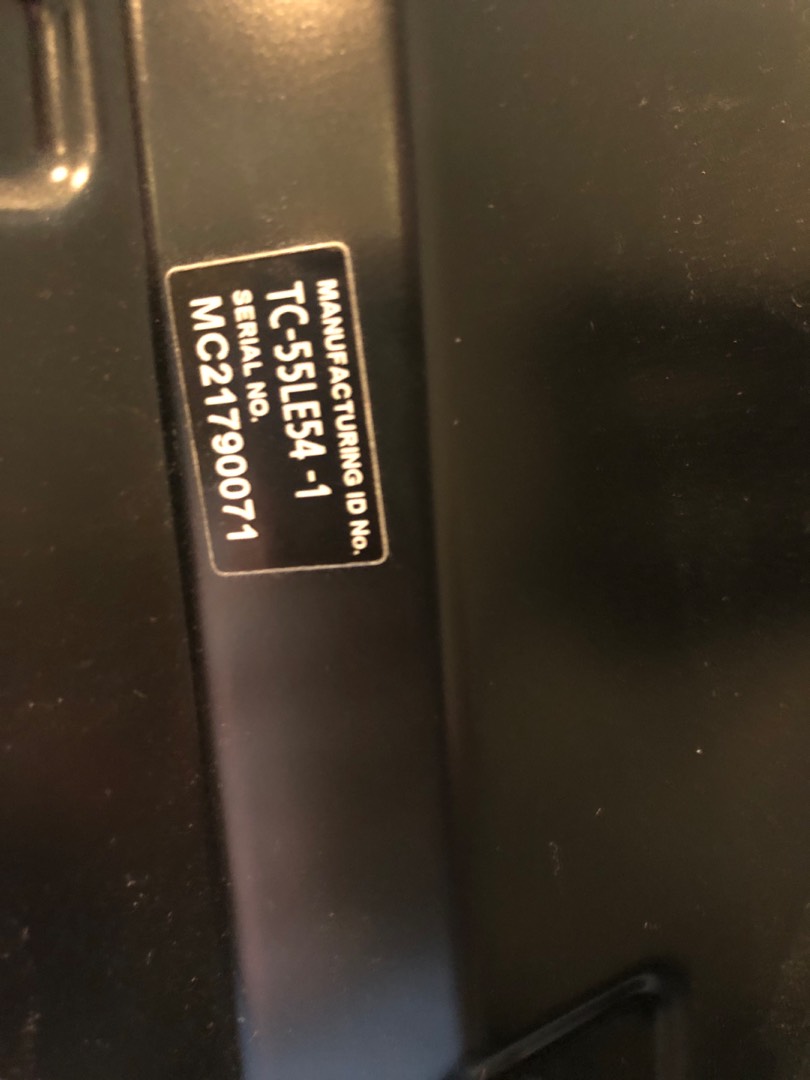 MANUFACTURING ID No.
TC-55LE54 -1
SERIAL NO.
MC21790071